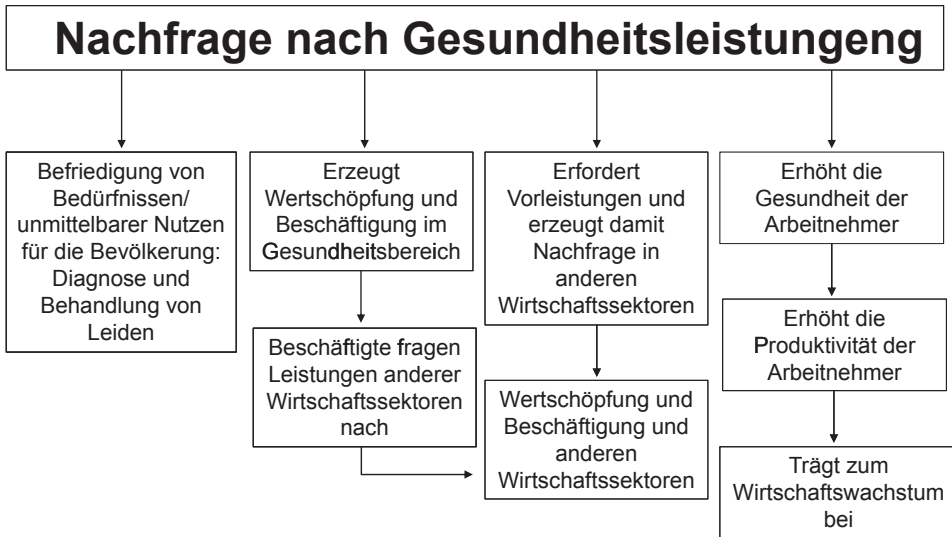 Nachfrage nach Gesundheitsleistungeng
Befriedigung von
Bedürfnissen/
unmittelbarer Nutzen
für die Bevölkerung:
Diagnose und
Behandlung von
Leiden
Erzeugt
Wertschöpfung und
Beschäftigung im
Gesundheitsbereich
Beschäftigte fragen
Leistungen anderer
Wirtschaftssektoren
nach
Erfordert
Vorleistungen und
erzeugt damit
Nachfrage in
anderen
Wirtschaftssektoren
Wertschöpfung und
Beschäftigung und
anderen
Wirtschaftssektoren
Erhöht die
Gesundheit der
Arbeitnehmer
Erhöht die
Produktivität der
Arbeitnehmer
Trägt zum
Wirtschaftswachstum
bei